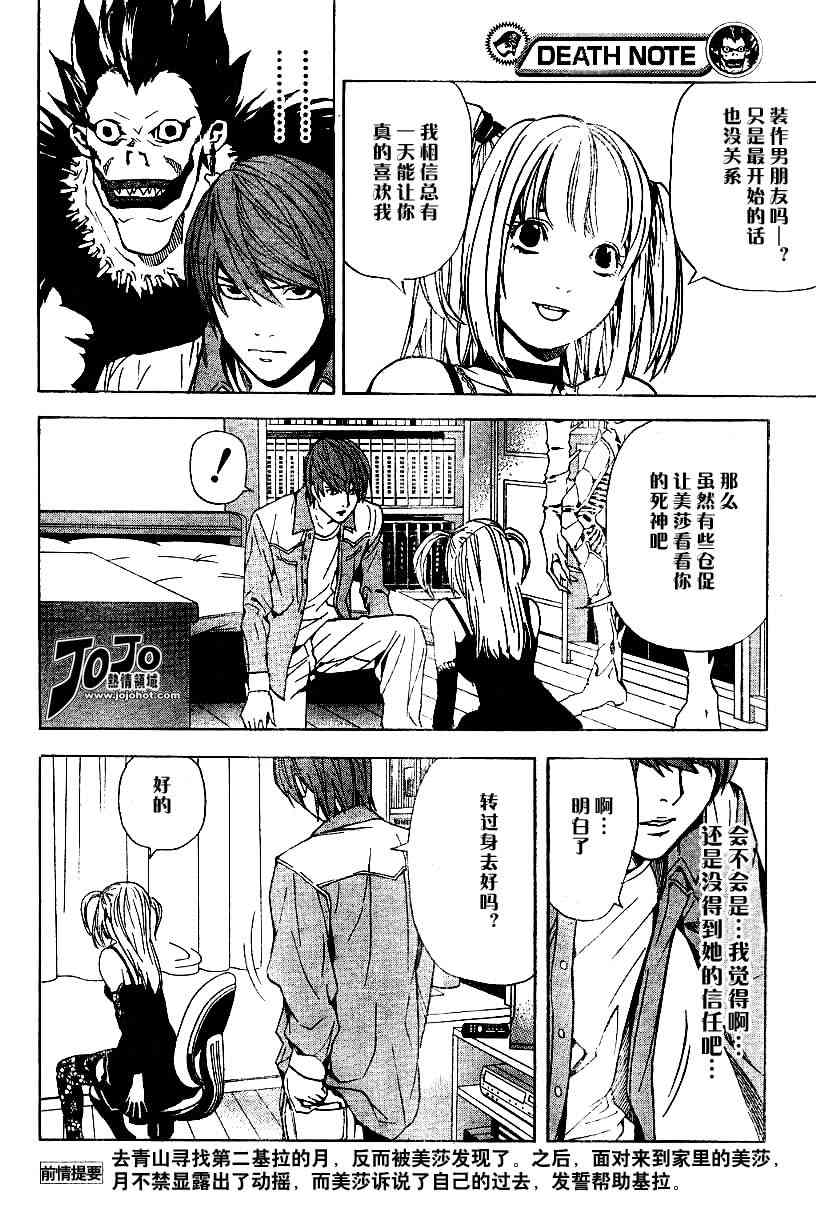 DEATH NOTE
装作男朋友吗—?
只是最开始的话
也没关系
我相信总有
一天能让你
真的喜欢我
………
………
那么
虽然有些仓促
让美莎看看你
的死神吧
!
JOJO
熱情領域
www.jojohot.com
会不会是…我觉得啊…
还是没得到她的信任吧…
啊…
明白了
转过身去好吗?
好的
前情提要
去青山寻找第二基拉的月，反而被美莎发现了。之后，面对来到家里的美莎，
月不禁显露出了动摇，而美莎诉说了自己的过去，发誓帮助基拉。